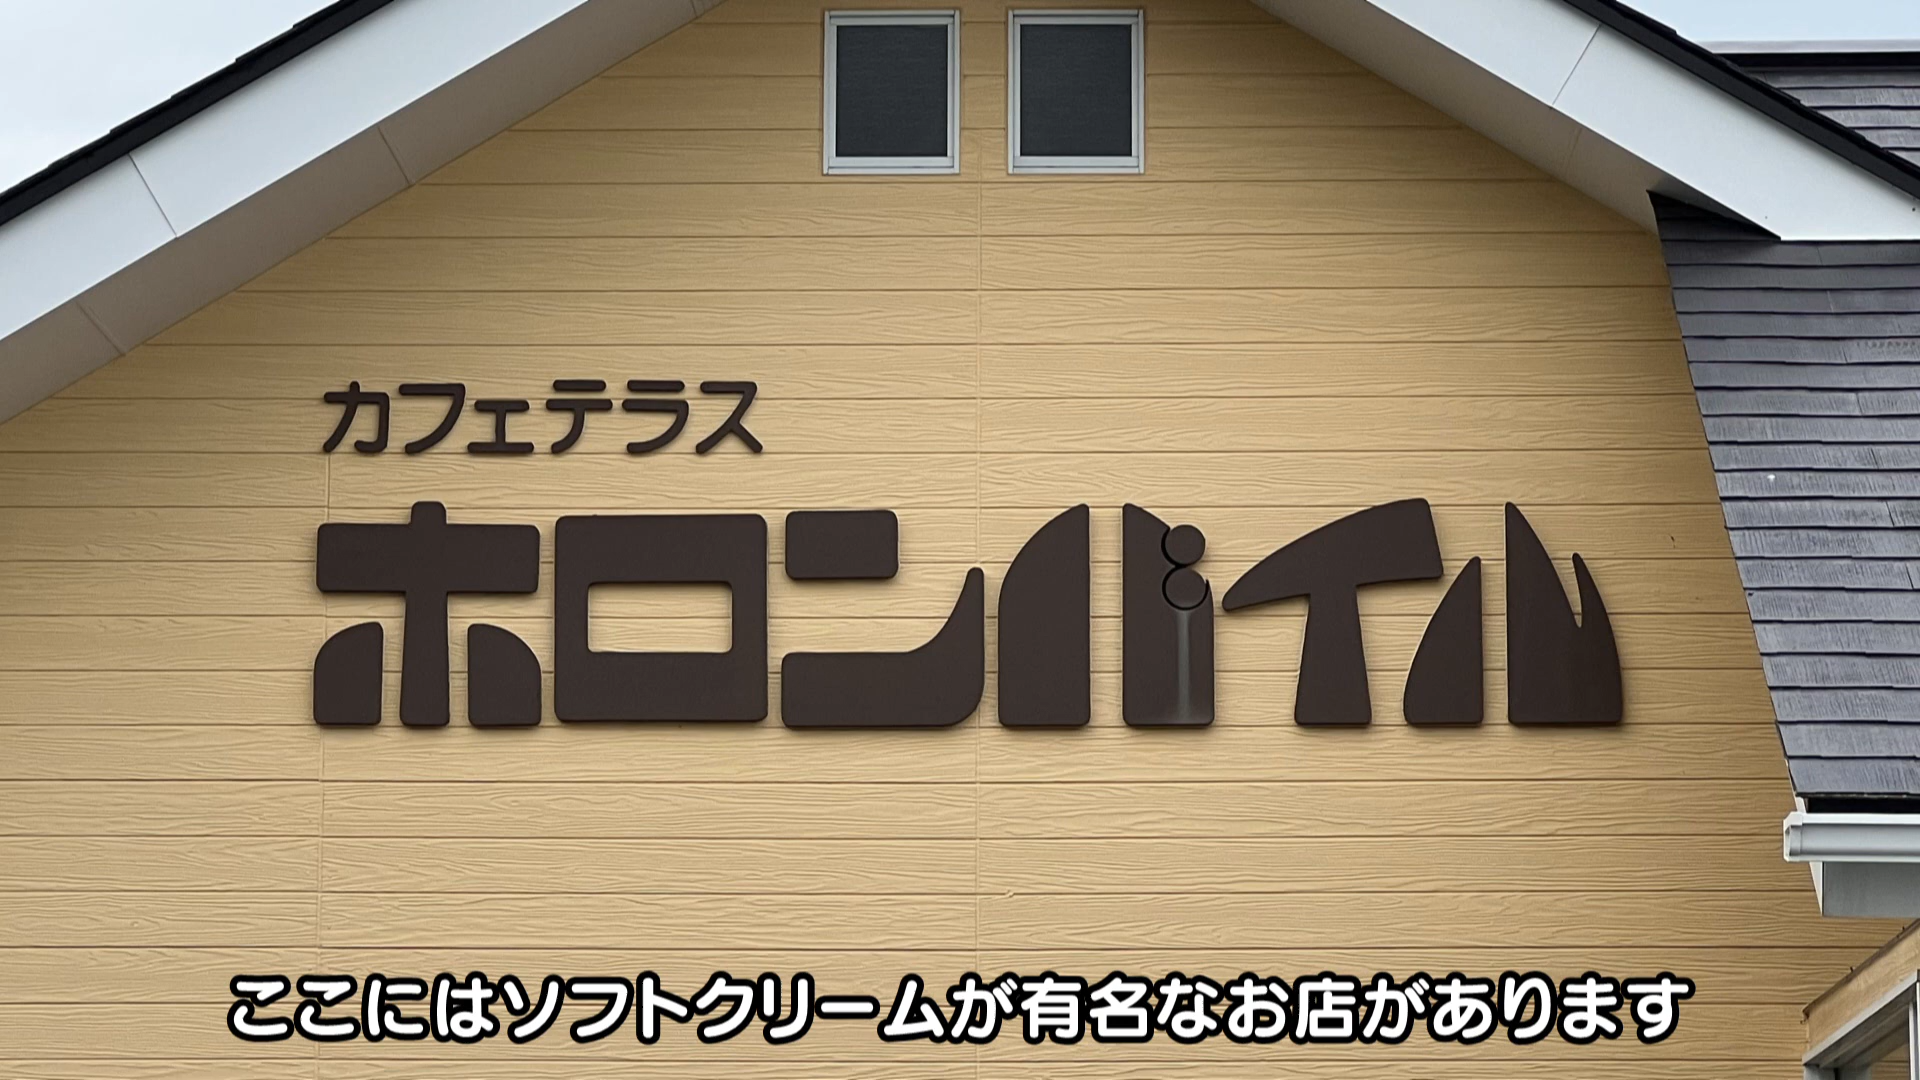 カフェテラス
ホロンバイル
ここにはソフトクリームが有名なお店があります